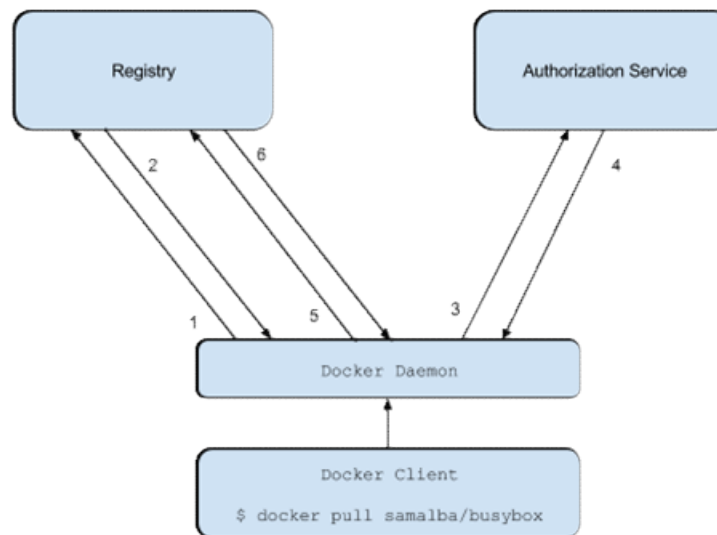 Registry
Authorization Service
2
6
4
1
5
3
Docker Daemon
Docker Client
$ docker pull samalba/busybox